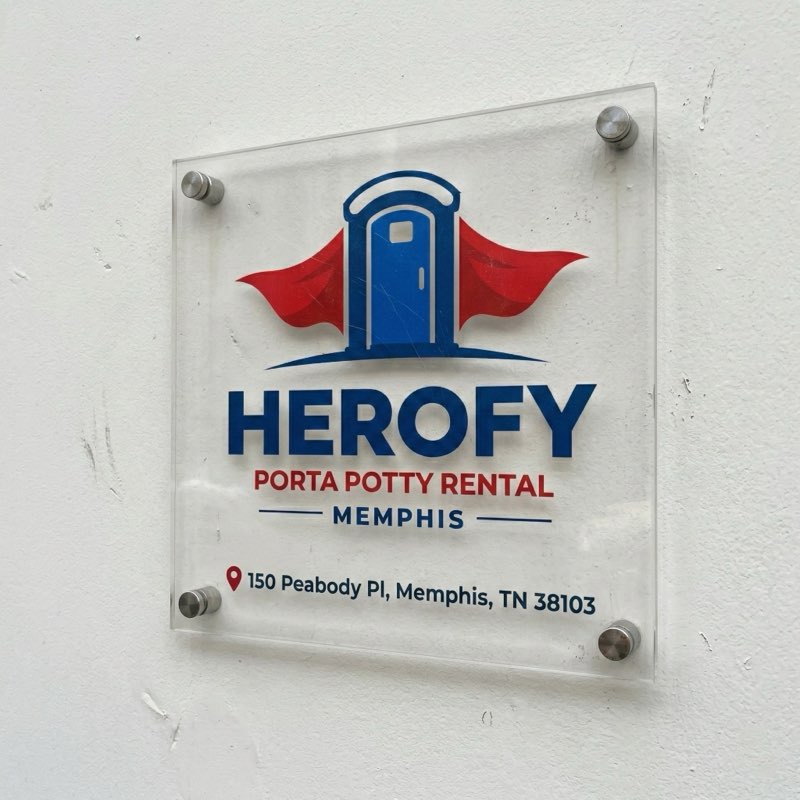 HEROFY
PORTA POTTY RENTAL
MEMPHIS
150 Peabody Pl, Memphis, TN 38103